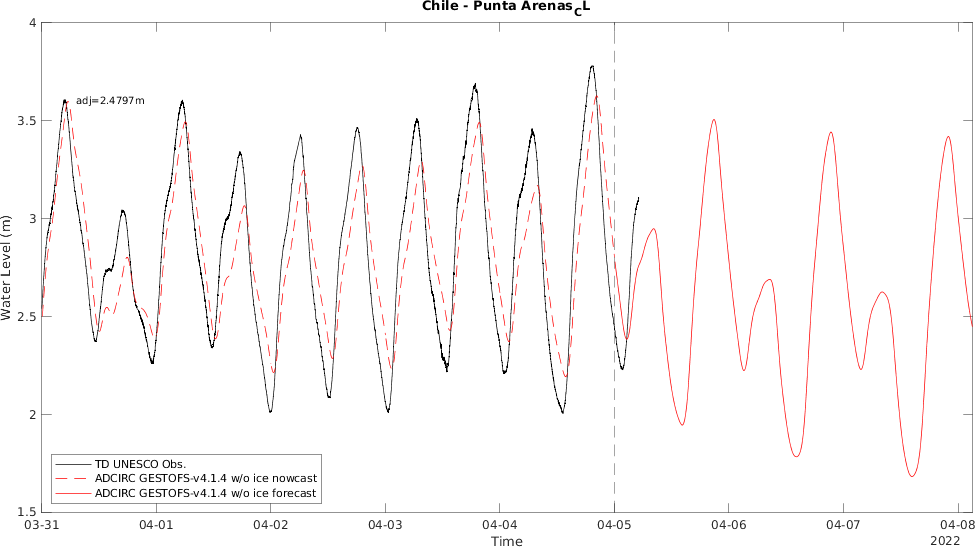 Chile - Punta Arenas_CL
4
adj=2.4797m
3.5
3
Water Level (m)
2.5
2
TD UNESCO Obs.
ADCIRC GESTOFS-v4.1.4 w/o ice nowcast
ADCIRC GESTOFS-v4.1.4 w/o ice forecast
1.5
03-31 04-01 04-02 04-03 04-04 04-05 04-06 04-07 04-08
Time 2022